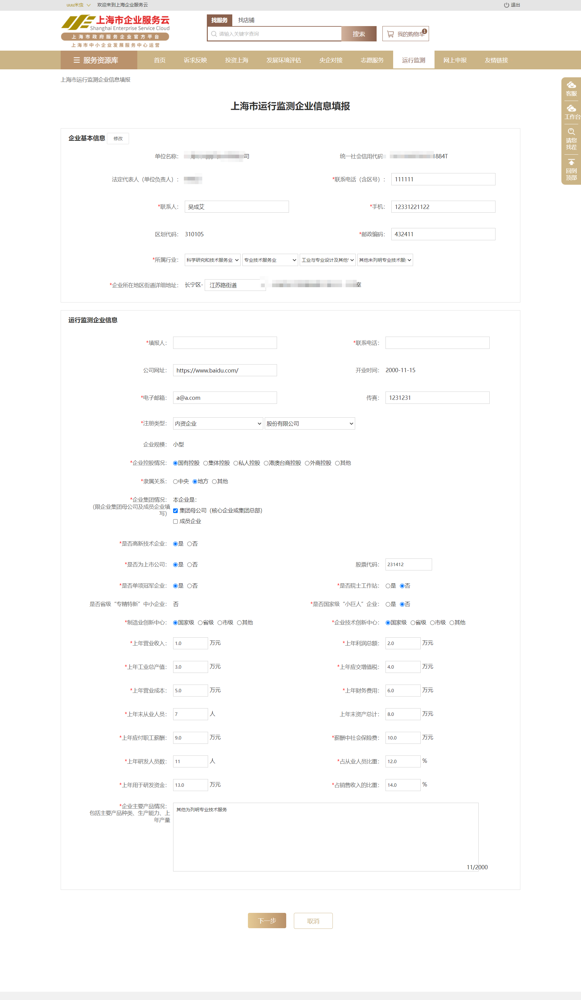 uuu米虫 欢迎来到上海企业服务云 退出
上海市企业服务云
Shanghai Enterprise Service Cloud
上海市政府服务企业官方平台
上海市中小企业发展服务中心运营
找服务 找店铺
请输入关键字查询 搜索 我的购物车 1
服务资源库 首页 诉求反映 投资上海 发展环境评估 央企对接 志愿服务 运行监测 网上申报 友情链接
上海市运行监测企业信息填报
客服
工作台
请您
找茬
回到
顶部
上海市运行监测企业信息填报
企业基本信息 修改
单位名称： 司 统一社会信用代码 1884T
法定代表人（单位负责人）： *联系电话（含区号）： 111111
*联系人： 吴成艾 *手机： 12331221122
区划代码： 310105 *邮政编码： 432411
*所属行业： 科学研究和技术服务业 专业技术服务业 工业与专业设计及其他 其他未列明专业技术服
*企业所在地区街道详细地址： 长宁区- 江苏路街道 室
运行监测企业信息
*填报人： *联系电话：
公司网址： https://www.baidu.com/ 开业时间： 2000-11-15
*电子邮箱： a@a.com 传真： 1231231
*注册类型： 内资企业 股份有限公司
企业规模： 小型
*企业控股情况： 国有控股 集体控股 私人控股 港澳台商控股 外商控股 其他
*隶属关系： 中央 地方 其他
*企业集团情况： 本企业是：
（限企业集团母公司及成员企业填
写）
集团母公司（核心企业或集团总部）
成员企业
*是否高新技术企业： 是 否
*是否为上市公司： 是 否 股票代码： 231412
*是否单项冠军企业： 是 否 *是否院士工作站： 是 否
是否省级“专精特新”中小企业： 否 *是否国家级“小巨人”企业： 是 否
*制造业创新中心： 国家级 省级 市级 其他 *企业技术创新中心： 国家级 省级 市级 其他
*上年营业收入： 1.0 万元 *上年利润总额： 2.0 万元
*上年工业总产值： 3.0 万元 *上年应交增值税： 4.0 万元
*上年营业成本： 5.0 万元 *上年财务费用： 6.0 万元
*上年末从业人员： 7 人 上年末资产总计： 8.0 万元
*上年应付职工薪酬： 9.0 万元 *薪酬中社会保险费： 10.0 万元
*上年研发人员数： 11 人 *占从业人员比重： 12.0 %
*上年用于研发资金： 13.0 万元 *占销售收入的比重： 14.0 %
*企业主要产品情况：
包括主要产品种类、生产能力、上
年产量
其他为列明专业技术服务
11/2000
下一步 取消